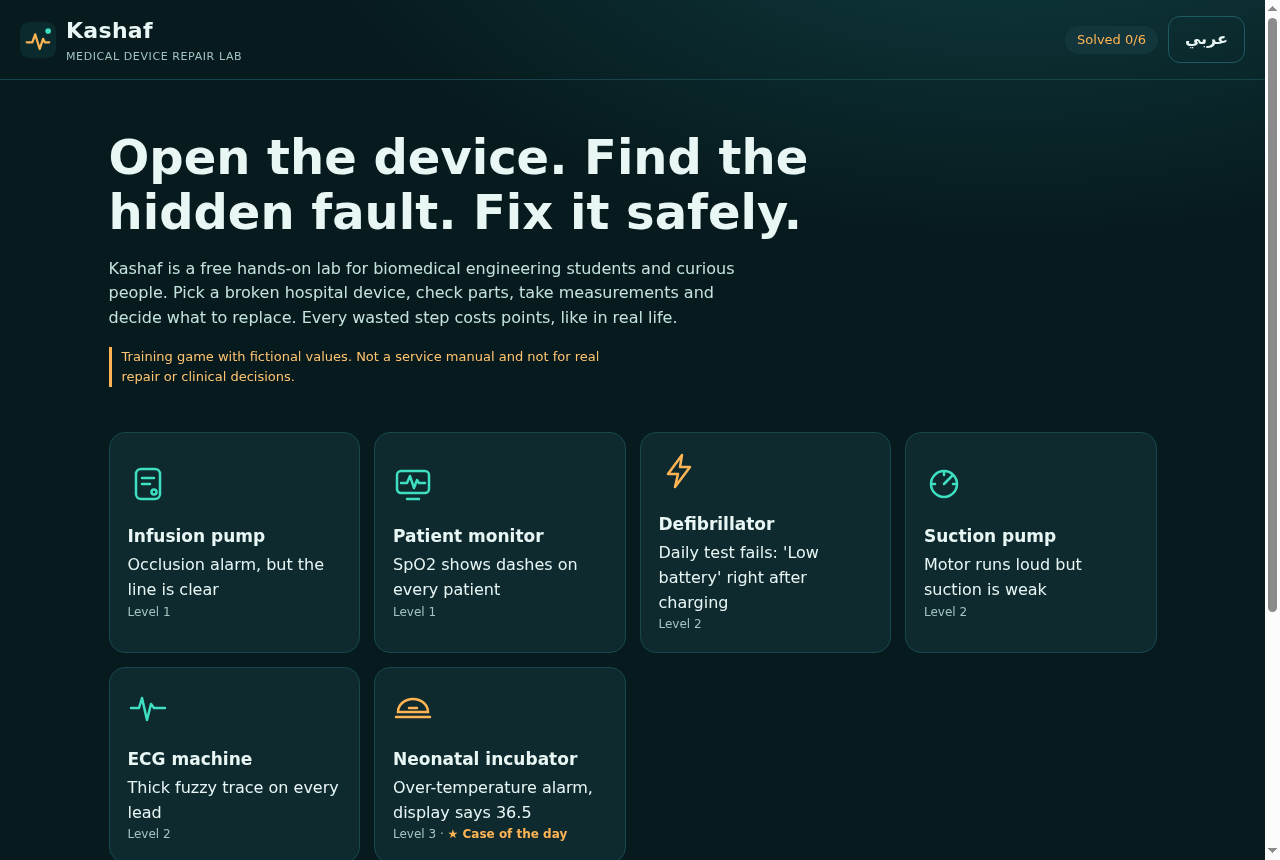 Kashaf
MEDICAL DEVICE REPAIR LAB
Solved 0/6
عربي
Open the device. Find the
hidden fault. Fix it safely.
Kashaf is a free hands-on lab for biomedical engineering students and curious
people. Pick a broken hospital device, check parts, take measurements and
decide what to replace. Every wasted step costs points, like in real life.
Training game with fictional values. Not a service manual and not for real
repair or clinical decisions.
Infusion pump
Occlusion alarm, but the
line is clear
Level 1
Patient monitor
SpO2 shows dashes on
every patient
Level 1
Defibrillator
Daily test fails: 'Low
battery' right after
charging
Level 2
Suction pump
Motor runs loud but
suction is weak
Level 2
ECG machine
Thick fuzzy trace on every
lead
Level 2
Neonatal incubator
Over-temperature alarm,
display says 36.5
Level 3 · ★ Case of the day